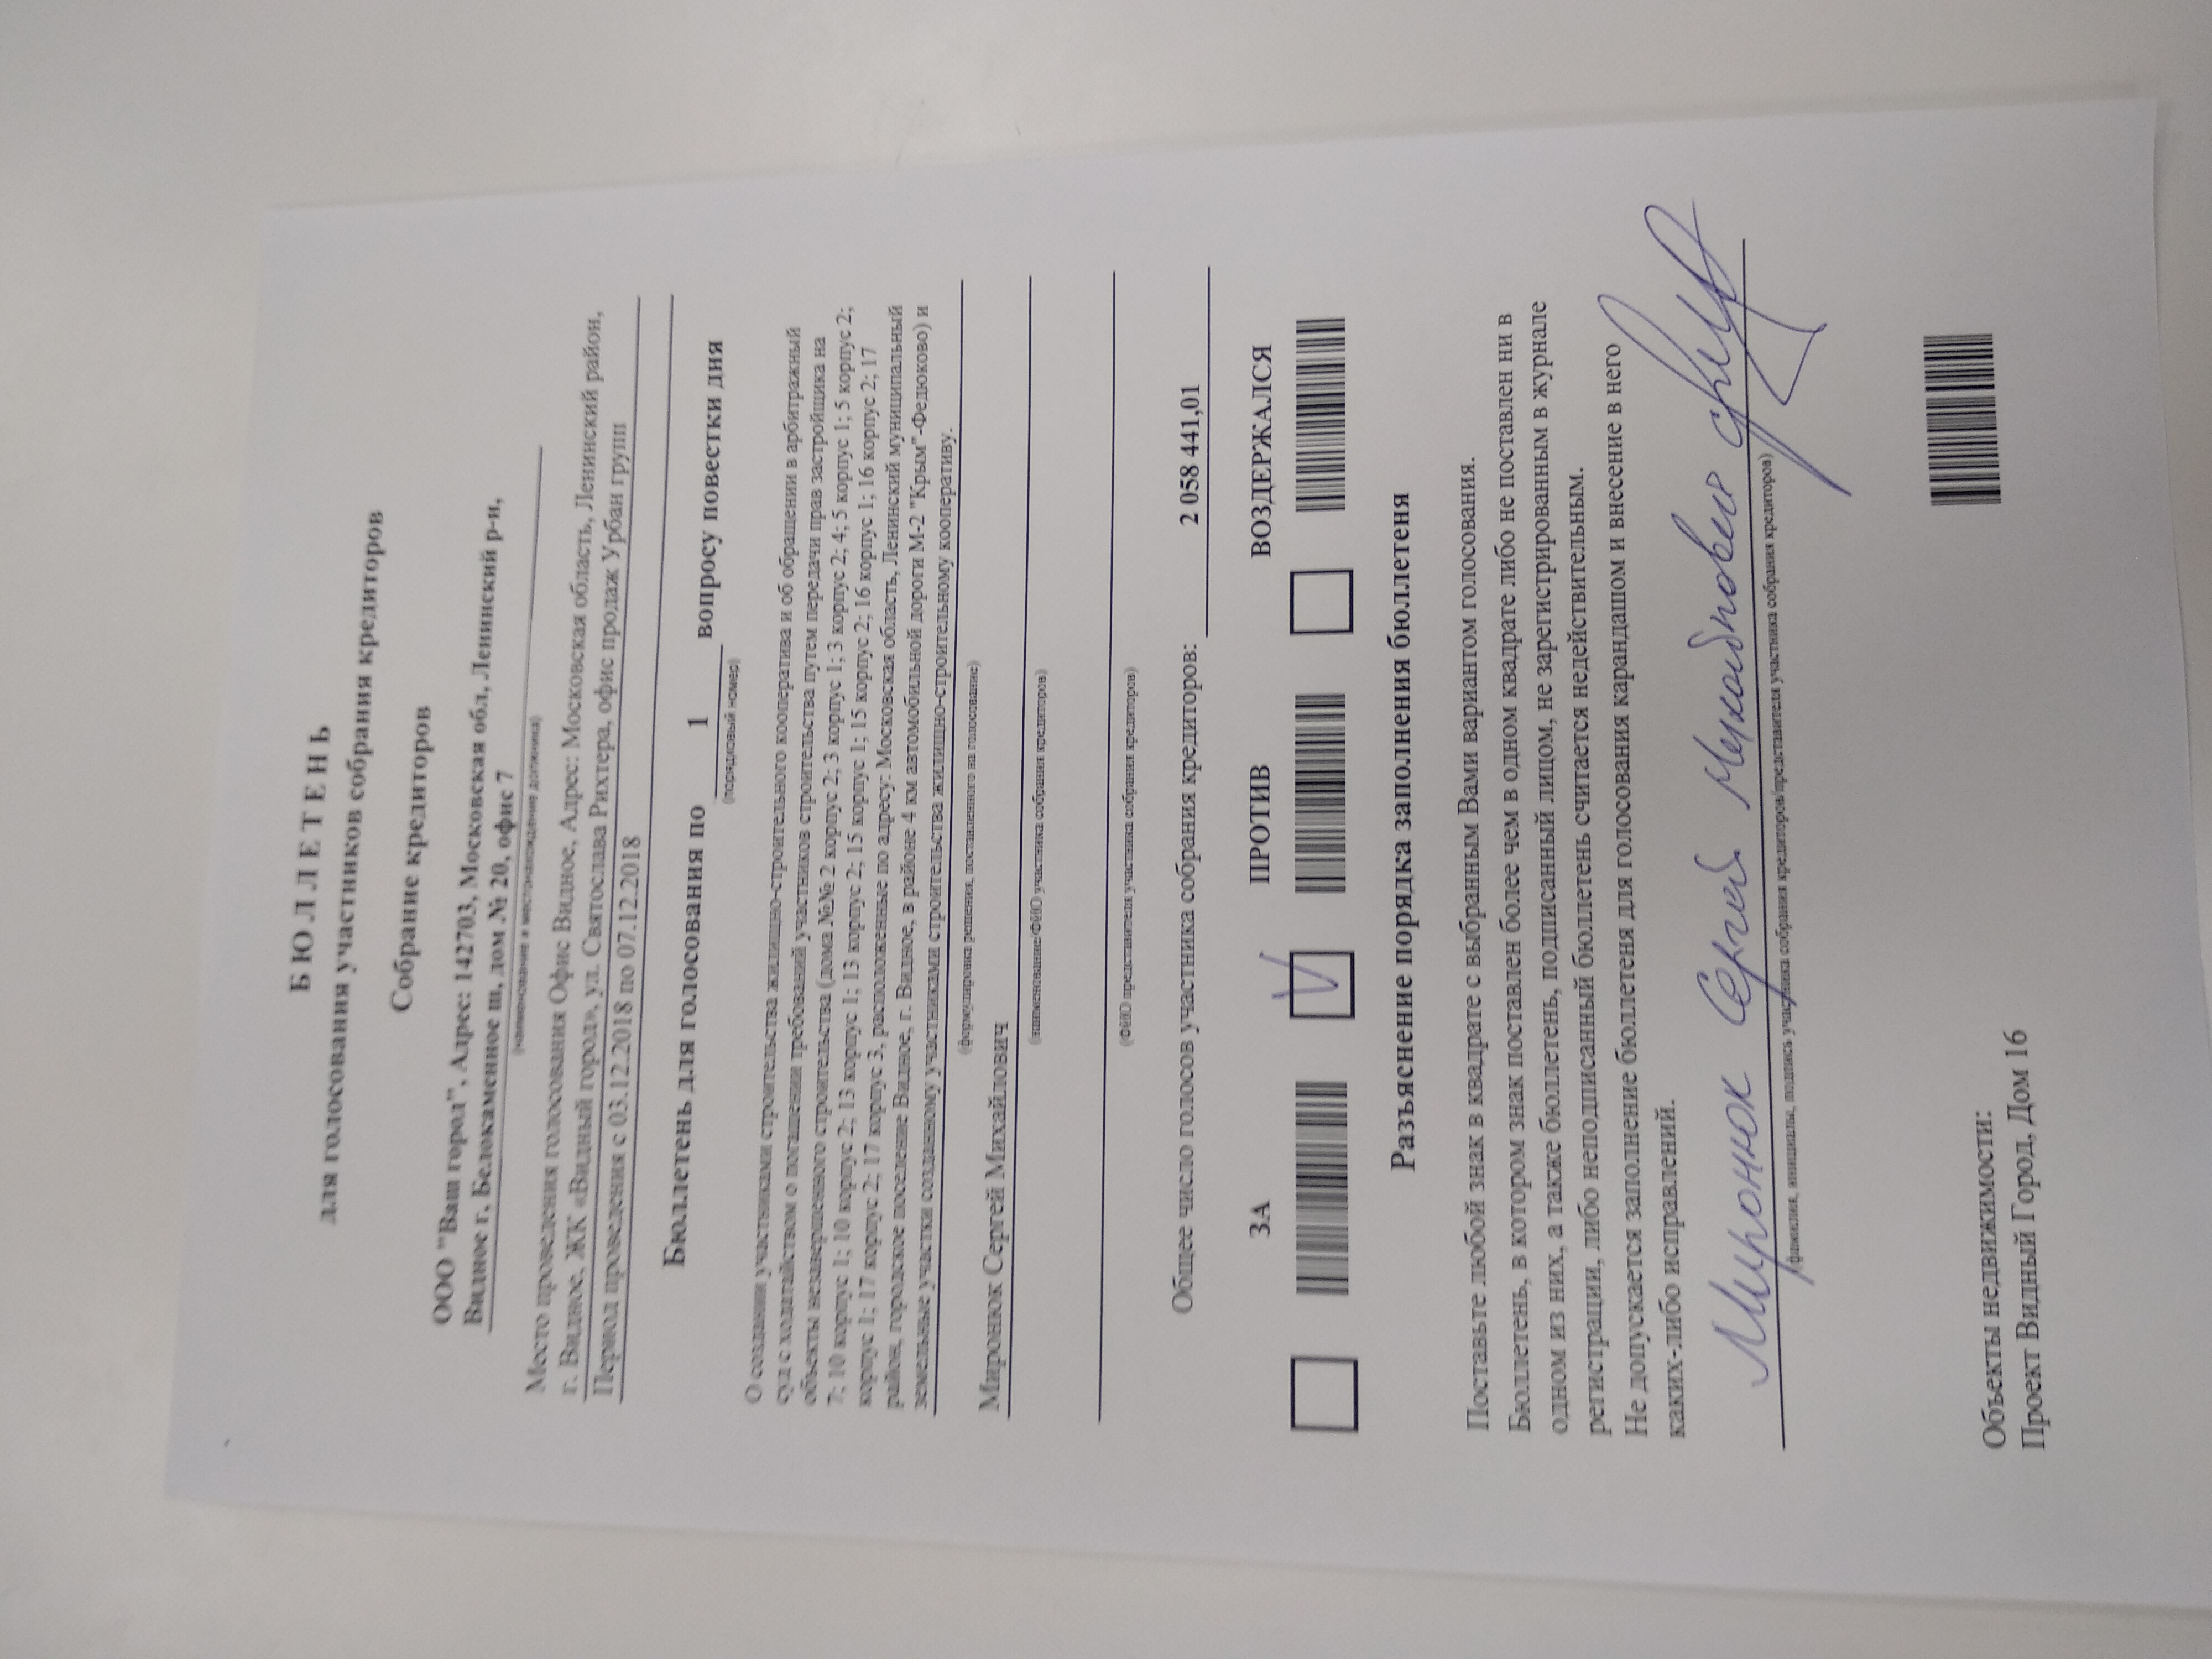 БЮЛЛЕТЕНЬ
для голосования участников собрания кредиторов
Собрание кредиторов
ООО "Ваш город", Адрес: 142703, Московская обл, Ленинский р-н,
Видное г, Белокаменное ш, дом № 20, офис 7
(наименование и местонахождение должника)
Место проведения голосования Офис Видное, Адрес: Московская область, Ленинский район,
г. Видное, ЖК «Видный город», ул. Святослава Рихтера, офис продаж Урбан групп
Период проведения с 03.12.2018 по 07.12.2018
Бюллетень для голосования по 1 вопросу повестки дня
(порядковый номер)
О создании участниками строительства жилищно-строительного кооператива и об обращении в арбитражный
суд с ходатайством о погашении требований участников строительства путем передачи прав застройщика на
объекты незавершенного строительства (дома №№ 2 корпус 2; 3 корпус 1; 3 корпус 2; 4; 5 корпус 1; 5 корпус 2;
7; 10 корпус 1; 10 корпус 2; 13 корпус 1; 13 корпус 2; 15 корпус 1; 15 корпус 2; 16 корпус 1; 16 корпус 2; 17
корпус 1; 17 корпус 2; 17 корпус 3, расположенные по адресу: Московская область, Ленинский муниципальный
район, городское поселение Видное, г. Видное, в районе 4 км автомобильной дороги М-2 "Крым"-Федюково) и
земельные участки созданному участниками строительства жилищно-строительному кооперативу.
(формулировка решения, поставленного на голосование)
Миронюк Сергей Михайлович
(наименование/ФИО участника собрания кредиторов)
(ФИО представителя участника собрания кредиторов)
Общее число голосов участника собрания кредиторов: 2 058 441,01
ЗА ПРОТИВ ВОЗДЕРЖАЛСЯ
Разъяснение порядка заполнения бюллетеня
Поставьте любой знак в квадрате с выбранным Вами вариантом голосования.
Бюллетень, в котором знак поставлен более чем в одном квадрате либо не поставлен ни в
одном из них, а также бюллетень, подписанный лицом, не зарегистрированным в журнале
регистрации, либо неподписанный бюллетень считается недействительным.
Не допускается заполнение бюллетеня для голосования карандашом и внесение в него
каких-либо исправлений.
Миронюк Сергей Михайлович
(фамилия, инициалы, подпись участника собрания кредиторов/представителя участника собрания кредиторов)
Объекты недвижимости:
Проект Видный Город, Дом 16